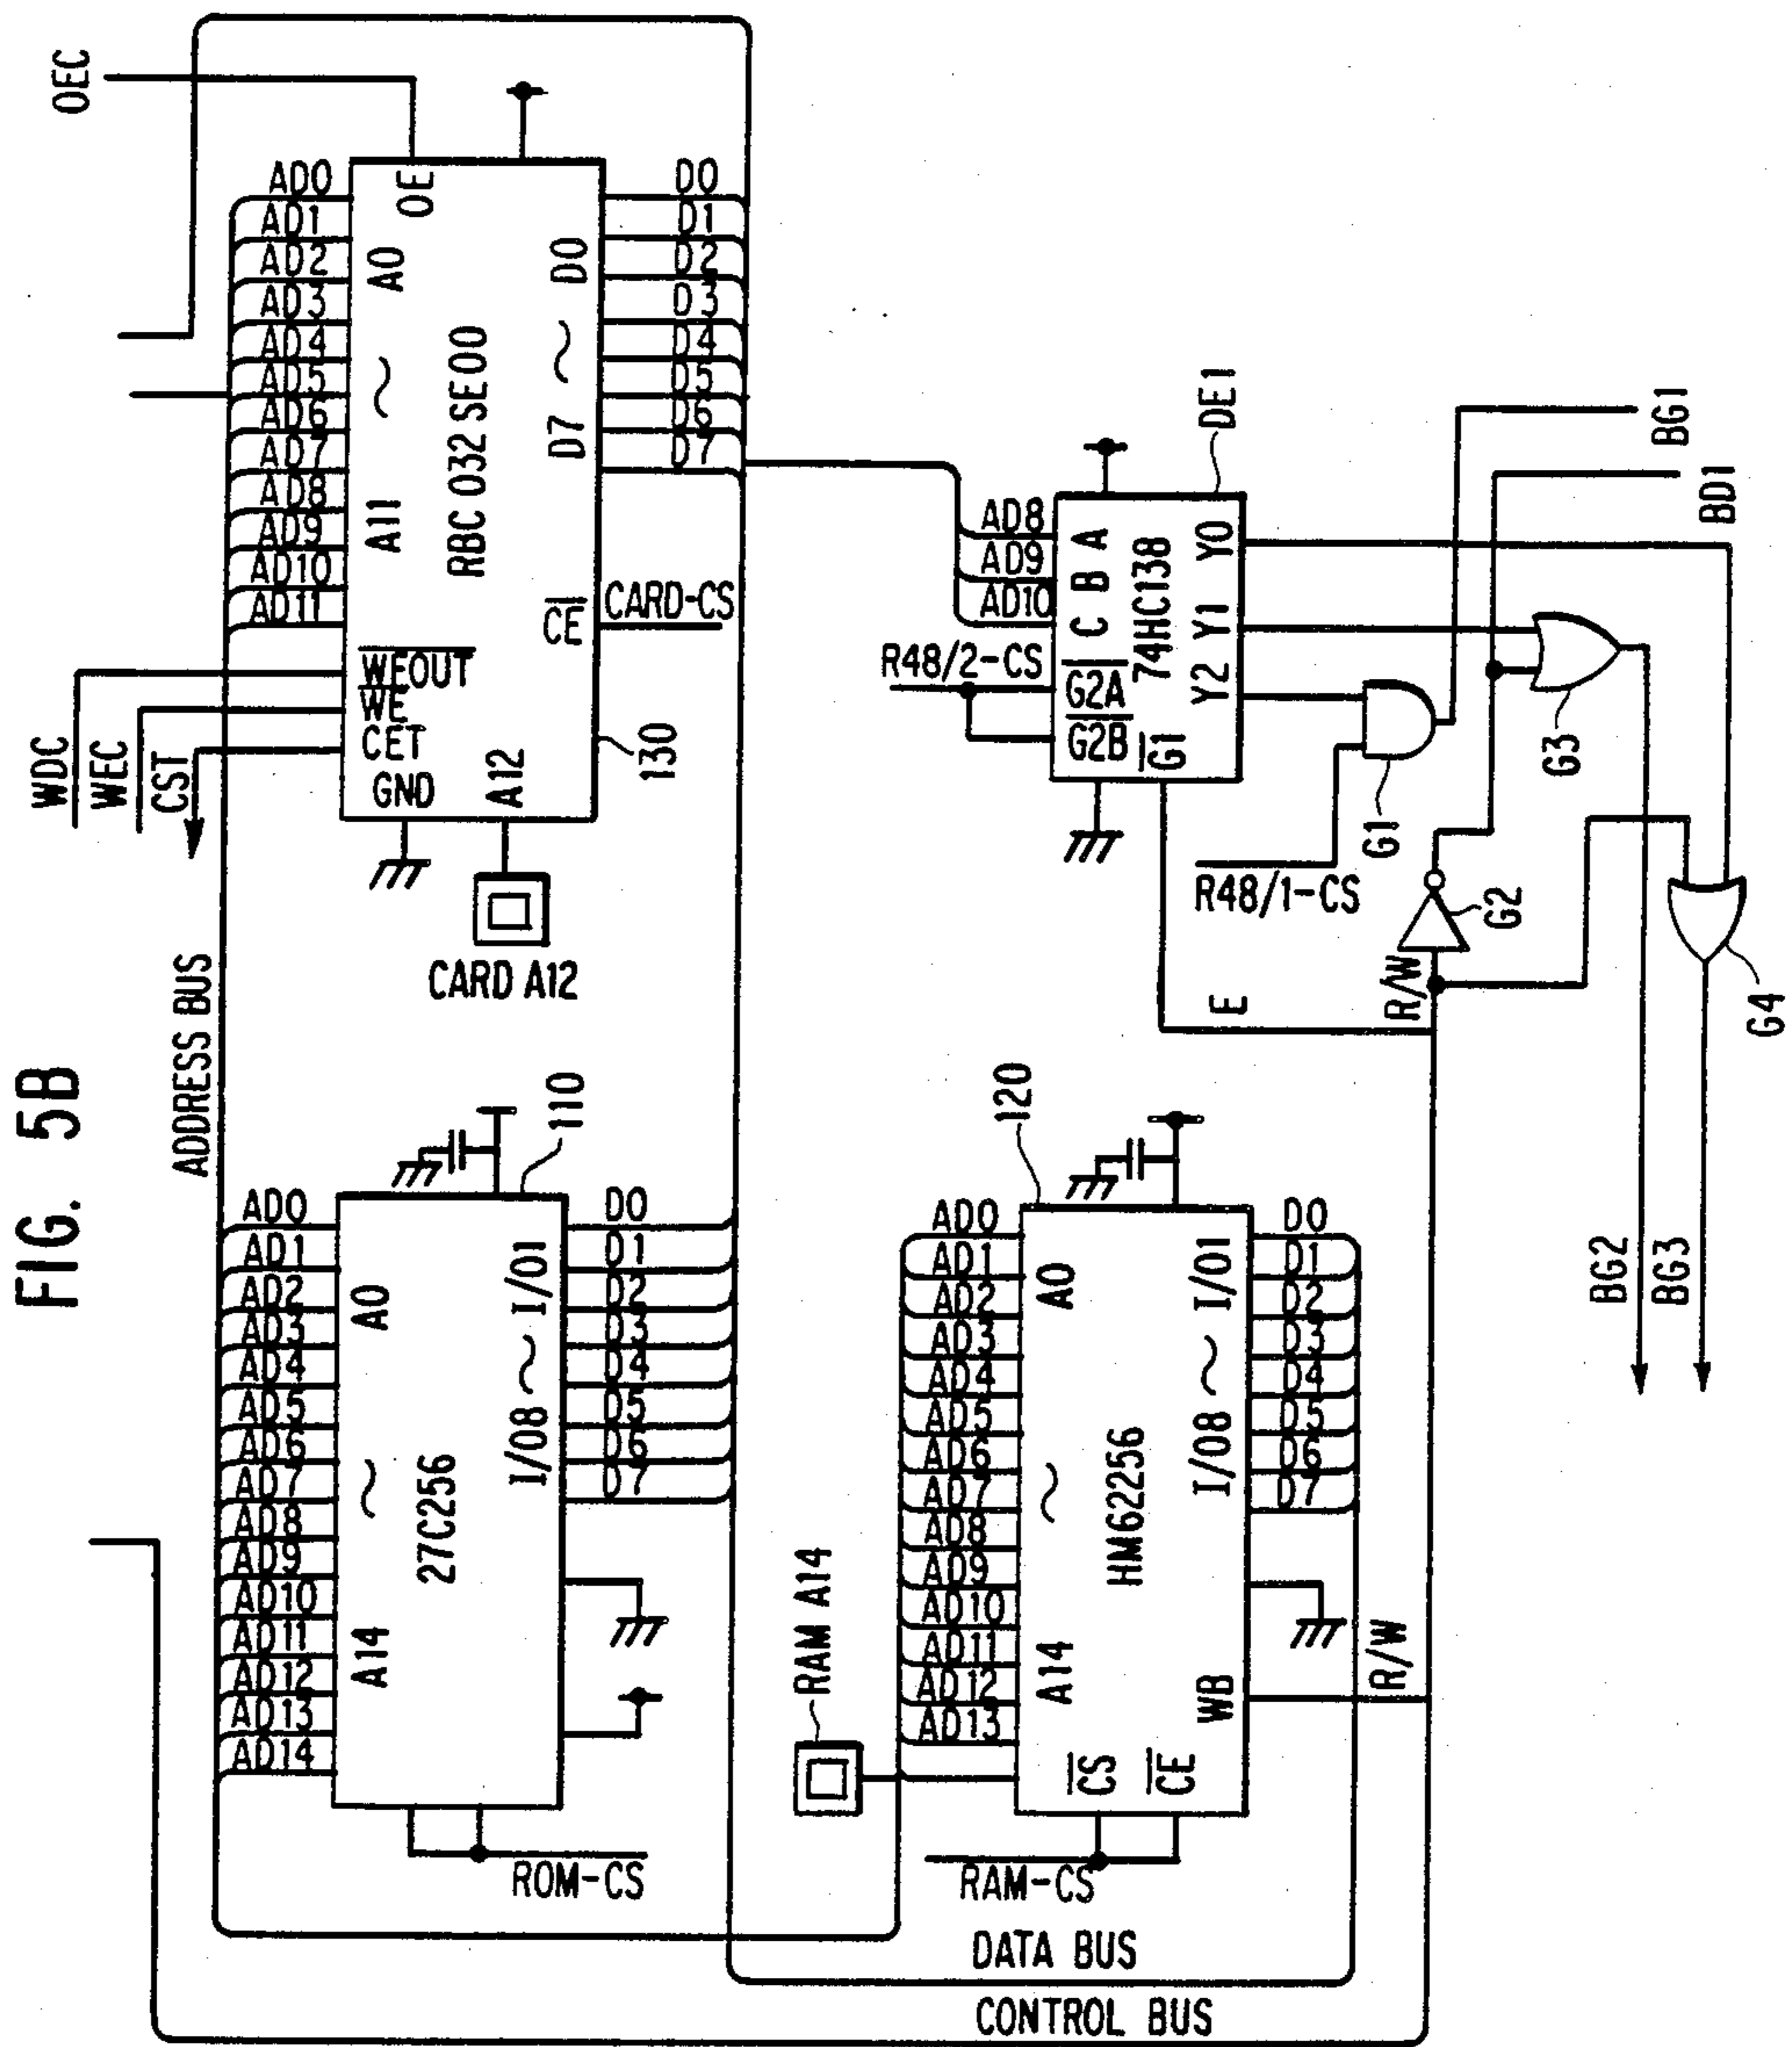 FIG. 5B
OEC
AD0
AD1
AD2
AD3
AD4
AD5
AD6
AD7
AD8
AD9
AD10
AD11
OE
A0
~
A11
RBC 032 SE00
D0
~
D7
WEOUT
WE
CET
GND
CE
A12
D0
D1
D2
D3
D4
D5
D6
D7
CARD-CS
WDC
WEC
CST
130
CARD A12
ADDRESS BUS
AD8
AD9
AD10
A
B
C
74HC138
G2A
G2B
G1
Y0
Y1
Y2
DE1
R48/2-CS
R48/1-CS
G1
G2
G3
G4
BG1
BD1
R/W
E
BG2
BG3
110
AD0
AD1
AD2
AD3
AD4
AD5
AD6
AD7
AD8
AD9
AD10
AD11
AD12
AD13
AD14
A0
~
A14
27C256
I/01
~
I/08
D0
D1
D2
D3
D4
D5
D6
D7
ROM-CS
120
AD0
AD1
AD2
AD3
AD4
AD5
AD6
AD7
AD8
AD9
AD10
AD11
AD12
AD13
A0
~
A14
HM62256
I/01
~
I/08
WB
CS
CE
D0
D1
D2
D3
D4
D5
D6
D7
RAM A14
RAM-CS
R/W
DATA BUS
CONTROL BUS